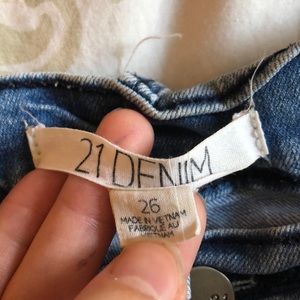 21 DENIM
26
MADE IN VIETNAM
FABRIQUÉ AU
VIETNAM